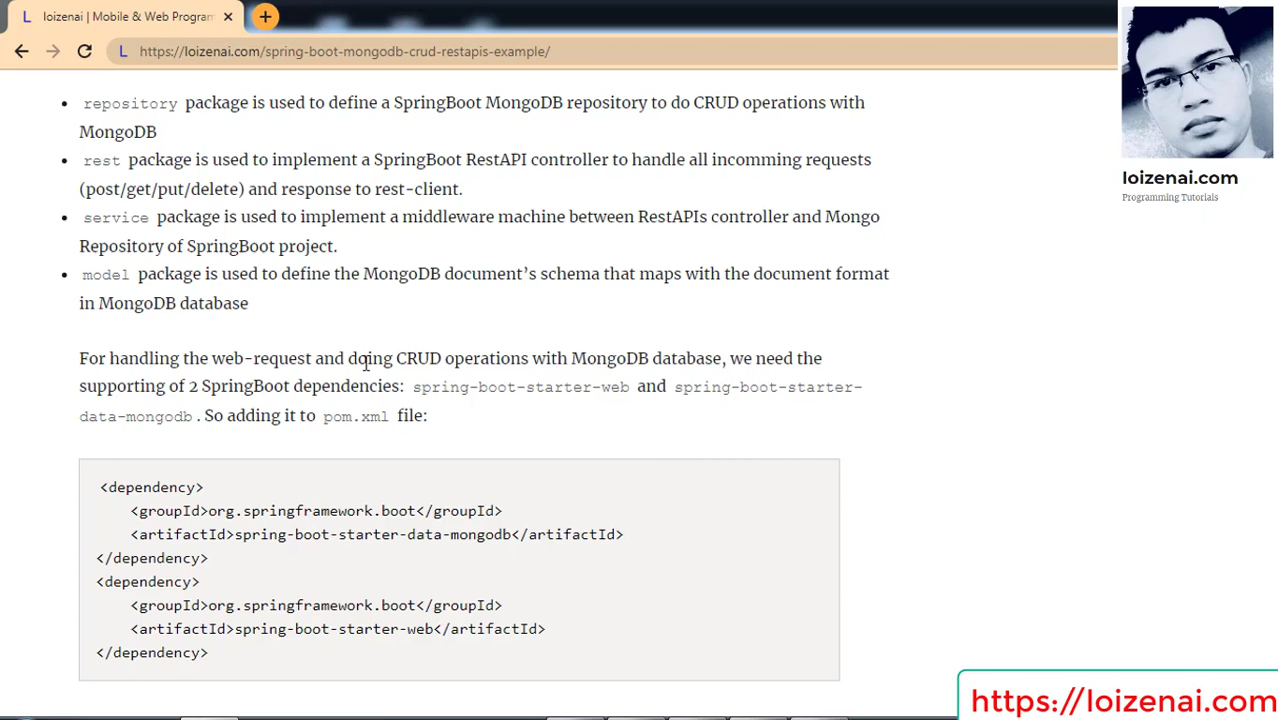 loizenai | Mobile & Web Progran
https://loizenai.com/spring-boot-mongodb-crud-restapis-example/
loizenai.com
Programming Tutorials
repository package is used to define a SpringBoot MongoDB repository to do CRUD operations with
MongoDB
rest package is used to implement a SpringBoot RestAPI controller to handle all incomming requests
(post/get/put/delete) and response to rest-client.
service package is used to implement a middleware machine between RestAPIs controller and Mongo
Repository of SpringBoot project.
model package is used to define the MongoDB document’s schema that maps with the document format
in MongoDB database
For handling the web-request and doing CRUD operations with MongoDB database, we need the
supporting of 2 SpringBoot dependencies: spring-boot-starter-web and spring-boot-starter-
data-mongodb . So adding it to pom.xml file:
<dependency>
<groupId>org.springframework.boot</groupId>
<artifactId>spring-boot-starter-data-mongodb</artifactId>
</dependency>
<dependency>
<groupId>org.springframework.boot</groupId>
<artifactId>spring-boot-starter-web</artifactId>
</dependency>
https://loizenai.com